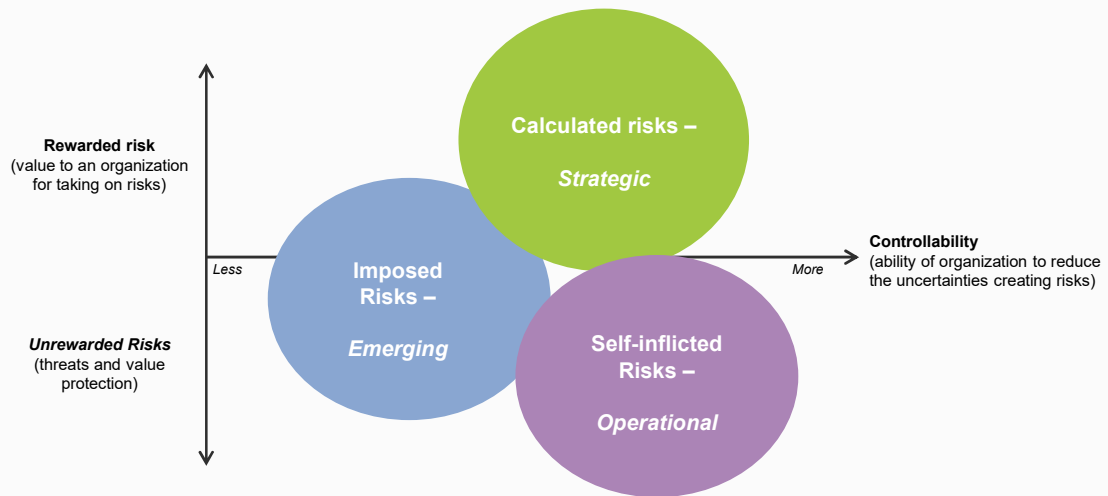 Calculated risks –
Strategic
Rewarded risk
(value to an organization
for taking on risks)
Less
More
Controllability
(ability of organization to reduce
the uncertainties creating risks)
Imposed
Risks –
Emerging
Unrewarded Risks
(threats and value
protection)
Self-inflicted
Risks –
Operational